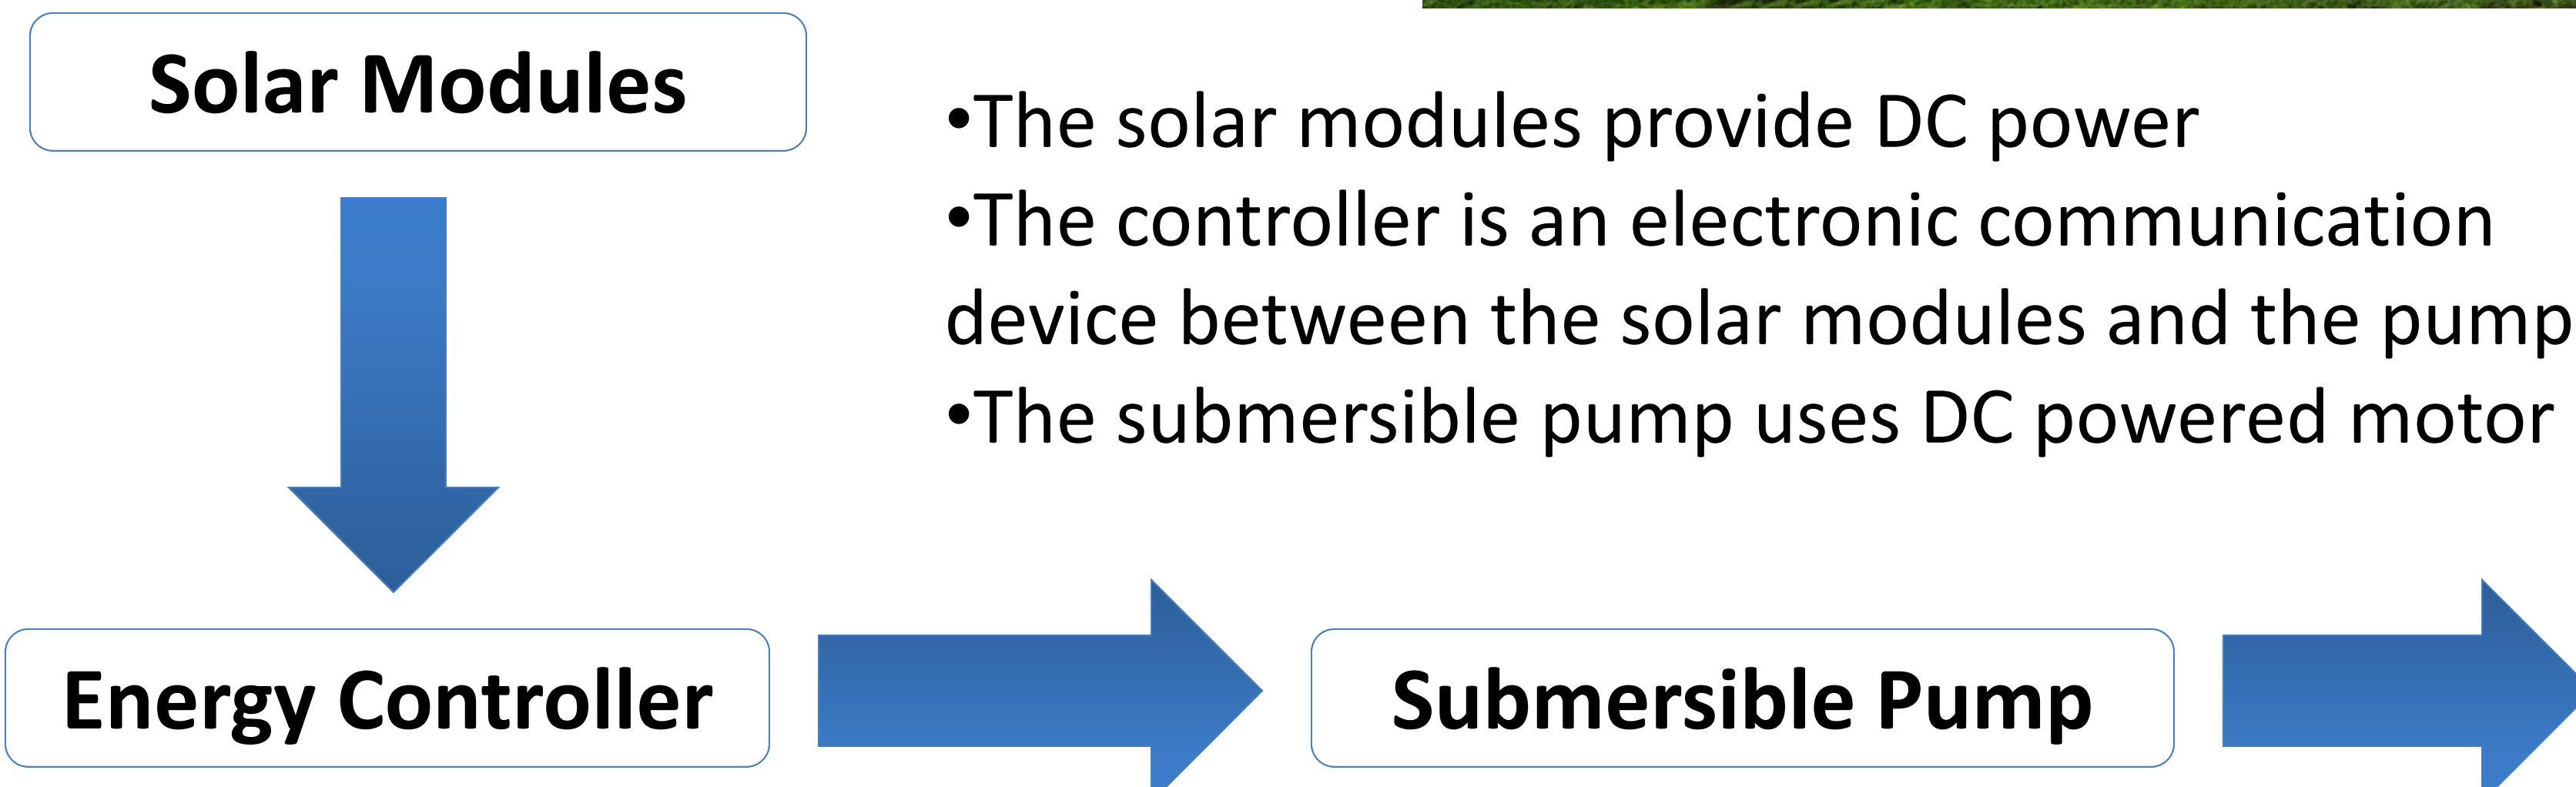 Solar Modules
•The solar modules provide DC power
•The controller is an electronic communication
device between the solar modules and the pump
•The submersible pump uses DC powered motor
Energy Controller
Submersible Pump